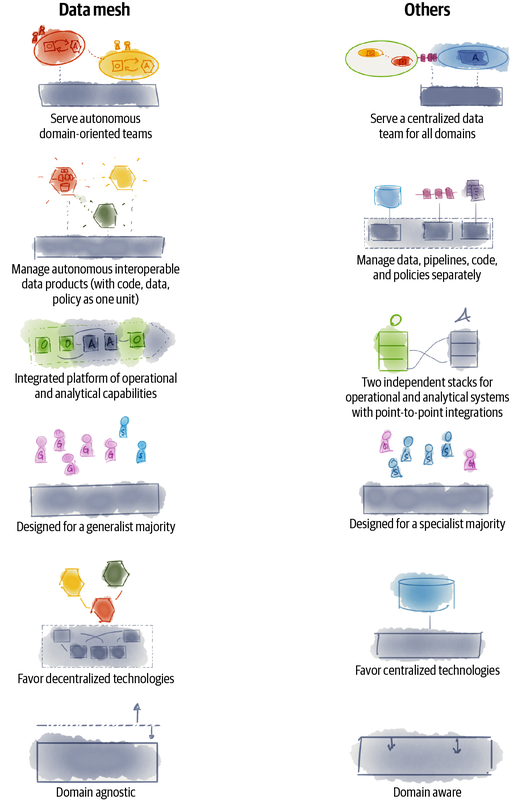 Data mesh
Others
A
A
A
Serve autonomous
domain-oriented teams
Serve a centralized data
team for all domains
Manage autonomous interoperable
data products (with code, data,
policy as one unit)
Manage data, pipelines, code,
and policies separately
O O A A O
O A
Integrated platform of operational
and analytical capabilities
Two independent stacks for
operational and analytical systems
with point-to-point integrations
Designed for a generalist majority
Designed for a specialist majority
Favor decentralized technologies
Favor centralized technologies
Domain agnostic
Domain aware